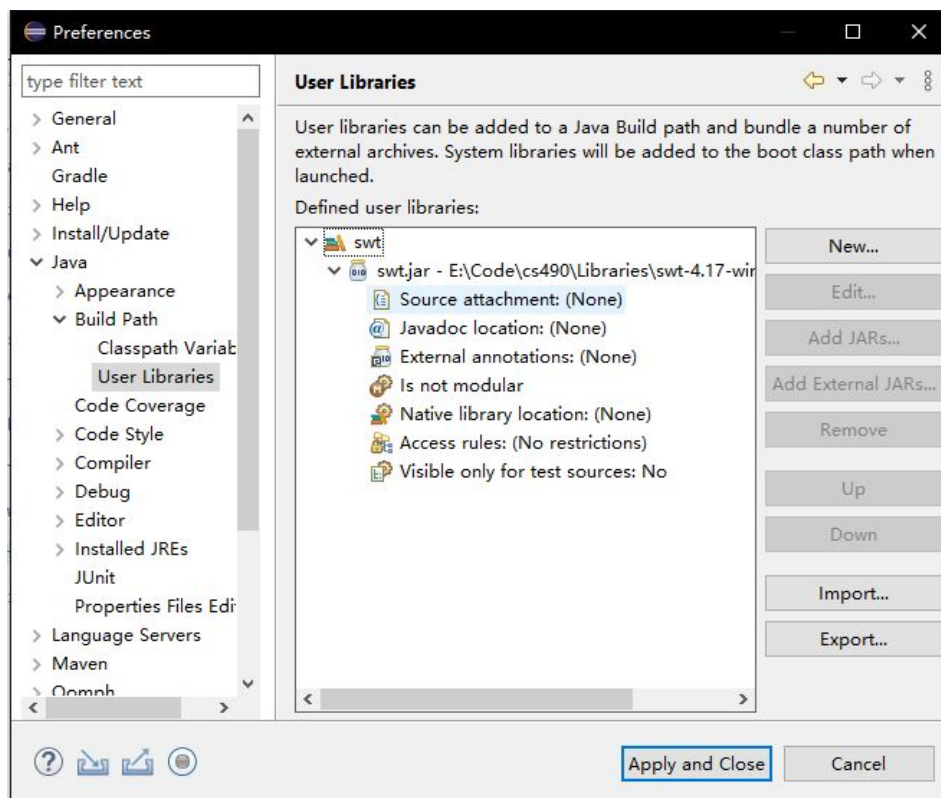 Preferences
type filter text
General
Ant
Gradle
Help
Install/Update
Java
Appearance
Build Path
Classpath Variab
User Libraries
Code Coverage
Code Style
Compiler
Debug
Editor
Installed JREs
JUnit
Properties Files Edi
Language Servers
Maven
Oomph
User Libraries
User libraries can be added to a Java Build path and bundle a number of
external archives. System libraries will be added to the boot class path when
launched.
Defined user libraries:
swt
swt.jar - E:\Code\cs490\Libraries\swt-4.17-wir
Source attachment: (None)
Javadoc location: (None)
External annotations: (None)
Is not modular
Native library location: (None)
Access rules: (No restrictions)
Visible only for test sources: No
New...
Edit...
Add JARs...
Add External JARs...
Remove
Up
Down
Import...
Export...
Apply and Close
Cancel